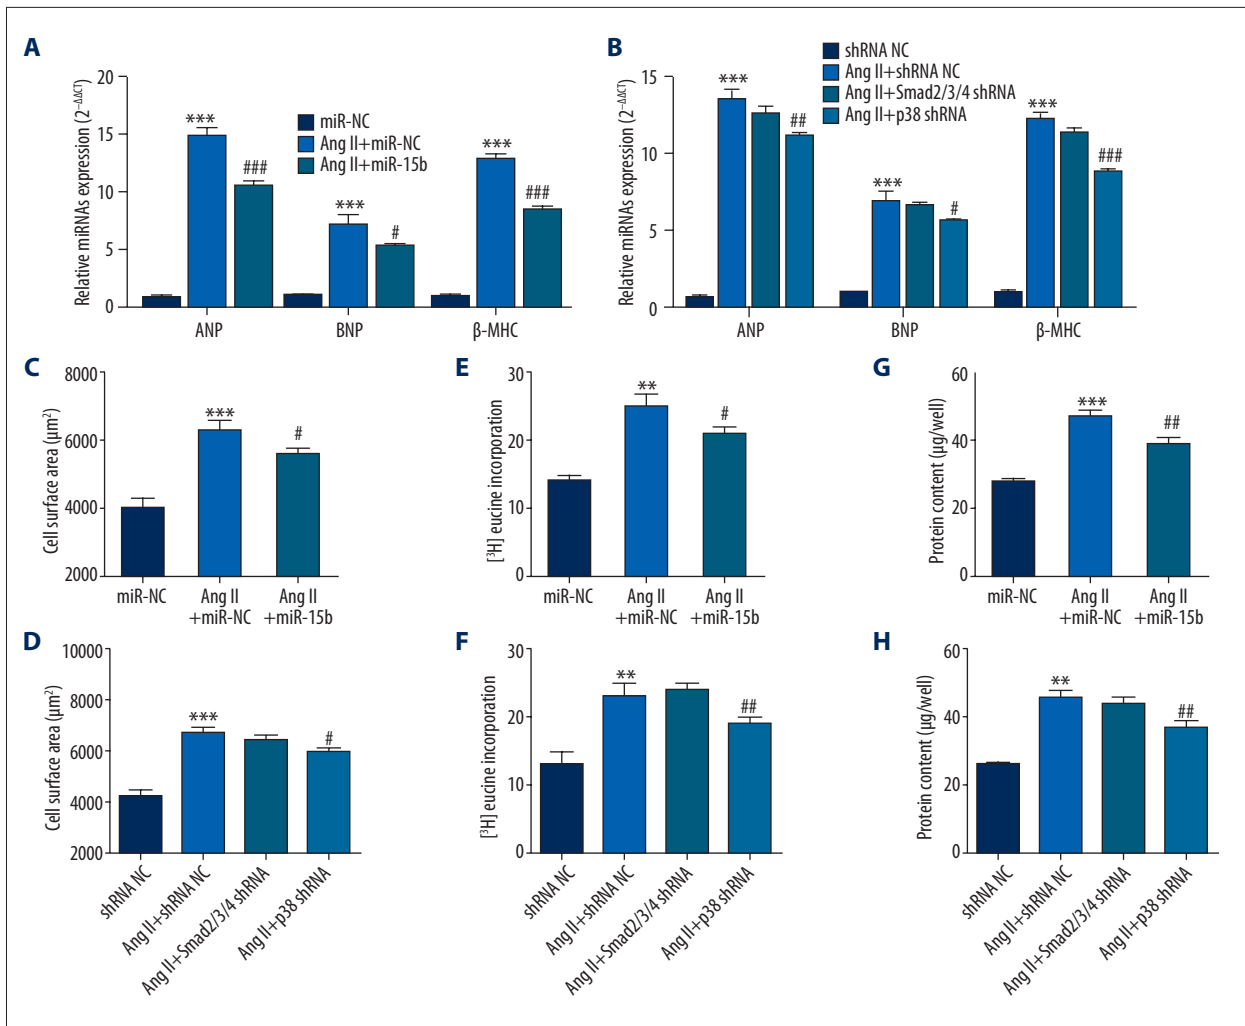 A
Relative miRNAs expression (2–ΔΔCT)
20
15
10
5
0
miR-NC
Ang II+miR-NC
Ang II+miR-15b
***
###
***
#
***
###
ANP
BNP
β-MHC
B
Relative miRNAs expression (2–ΔΔCT)
15
10
5
0
shRNA NC
Ang II+shRNA NC
Ang II+Smad2/3/4 shRNA
Ang II+p38 shRNA
***
##
***
#
***
###
ANP
BNP
β-MHC
C
Cell surface area (µm²)
8000
6000
4000
2000
***
#
miR-NC
Ang II
+miR-NC
Ang II
+miR-15b
E
[³H] eucine incorporation
30
20
10
0
**
#
miR-NC
Ang II
+miR-NC
Ang II
+miR-15b
G
Protein content (µg/well)
60
40
20
0
***
##
miR-NC
Ang II
+miR-NC
Ang II
+miR-15b
D
Cell surface area (µm²)
10000
8000
6000
4000
2000
***
#
shRNA NC
Ang II+shRNA NC
Ang II+Smad2/3/4 shRNA
Ang II+p38 shRNA
F
[³H] eucine incorporation
30
20
10
0
**
##
shRNA NC
Ang II+shRNA NC
Ang II+Smad2/3/4 shRNA
Ang II+p38 shRNA
H
Protein content (µg/well)
60
40
20
0
**
##
shRNA NC
Ang II+shRNA NC
Ang II+Smad2/3/4 shRNA
Ang II+p38 shRNA